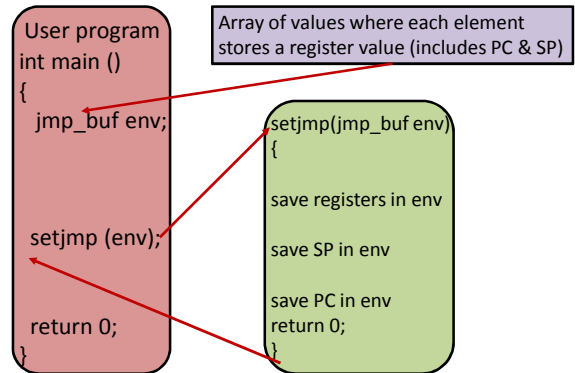 User program
int main ()
{
jmp_buf env;
setjmp (env);
return 0;
}
Array of values where each element
stores a register value (includes PC & SP)
setjmp(jmp_buf env)
{
save registers in env
save SP in env
save PC in env
return 0;
}